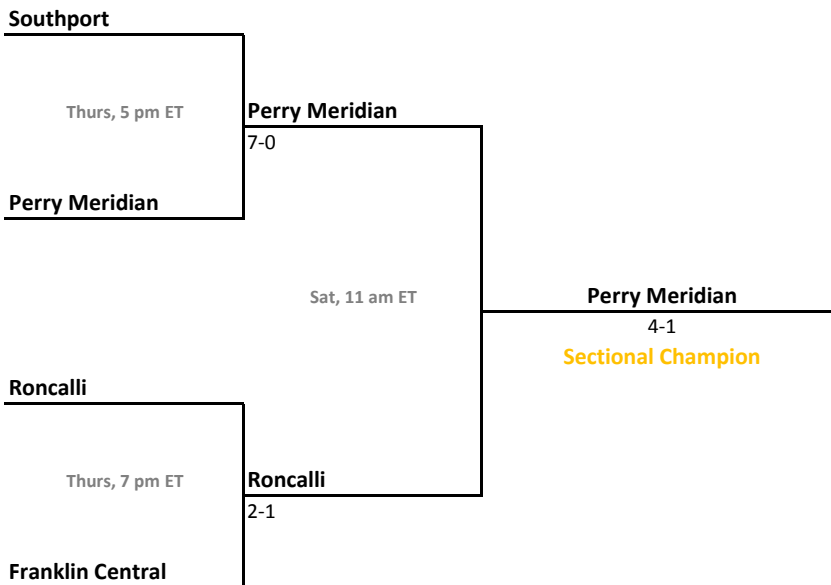 Southport
Thurs, 5 pm ET
Perry Meridian
7-0
Perry Meridian
Sat, 11 am ET
Perry Meridian
4-1
Sectional Champion
Roncalli
Thurs, 7 pm ET
Roncalli
2-1
Franklin Central